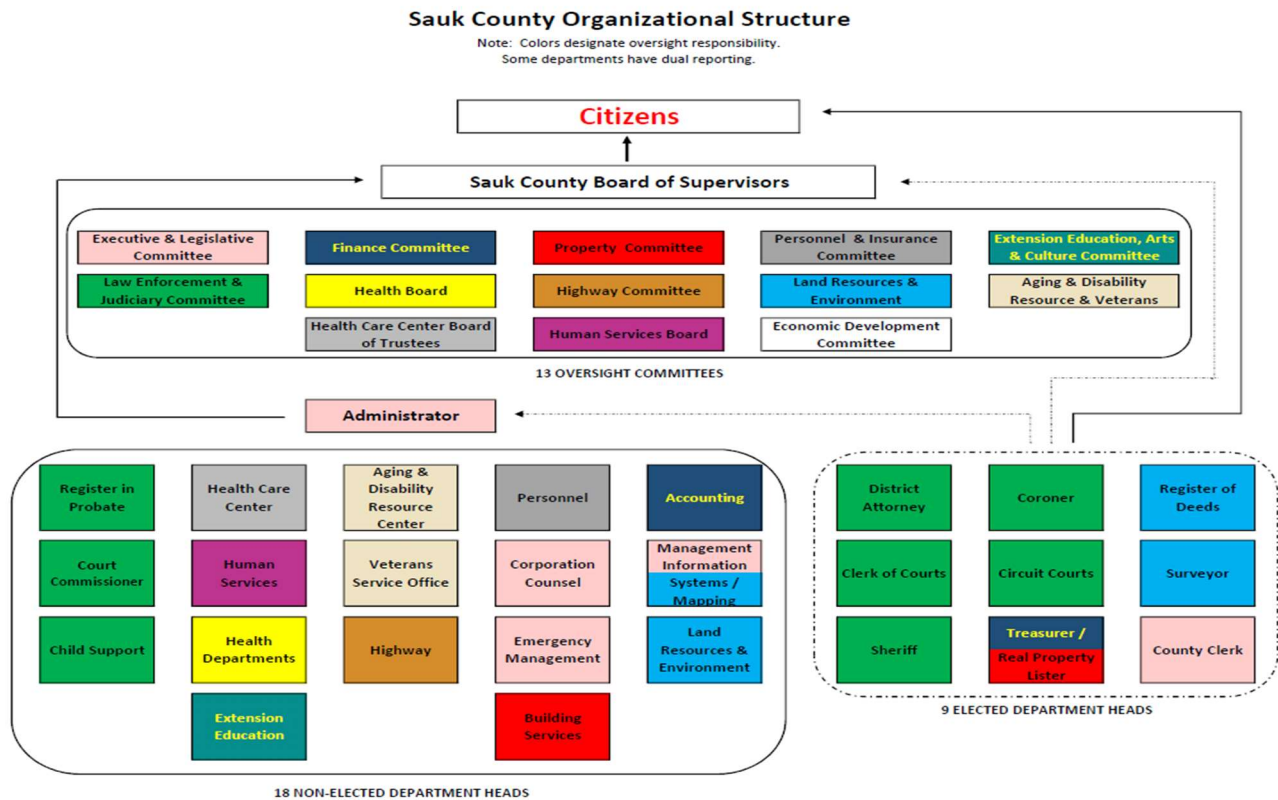 Sauk County Organizational Structure
Note: Colors designate oversight responsibility.
Some departments have dual reporting.
Citizens
Sauk County Board of Supervisors
Executive & Legislative
Committee
Finance Committee
Property Committee
Personnel & Insurance
Committee
Extension Education, Arts
& Culture Committee
Law Enforcement &
Judiciary Committee
Health Board
Highway Committee
Land Resources &
Environment
Aging & Disability
Resource & Veterans
Health Care Center Board
of Trustees
Human Services Board
Economic Development
Committee
13 OVERSIGHT COMMITTEES
Administrator
Register in
Probate
Health Care
Center
Aging &
Disability
Resource
Center
Personnel
Accounting
Court
Commissioner
Human
Services
Veterans
Service Office
Corporation
Counsel
Management
Information
Systems /
Mapping
Child Support
Health
Departments
Highway
Emergency
Management
Land
Resources &
Environment
Extension
Education
Building
Services
18 NON-ELECTED DEPARTMENT HEADS
District
Attorney
Coroner
Register of
Deeds
Clerk of Courts
Circuit Courts
Surveyor
Sheriff
Treasurer /
Real Property
Lister
County Clerk
9 ELECTED DEPARTMENT HEADS